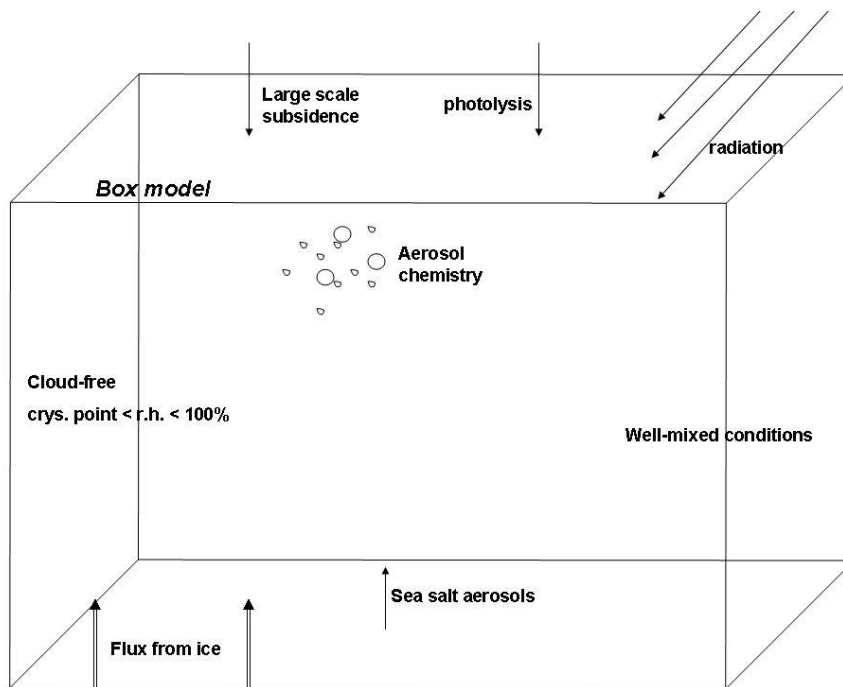 Large scale
subsidence
photolysis
radiation
Box model
Aerosol
chemistry
Cloud-free
crys. point < r.h. < 100%
Well-mixed conditions
Sea salt aerosols
Flux from ice